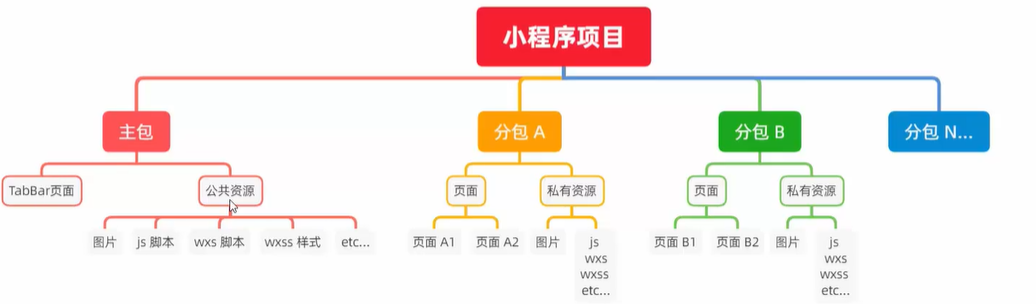 小程序项目
主包
分包 A
分包 B
分包 N...
TabBar页面
公共资源
页面
私有资源
页面
私有资源
图片
js 脚本
wxs 脚本
wxss 样式
etc...
页面 A1
页面 A2
图片
js
wxs
wxss
etc...
页面 B1
页面 B2
图片
js
wxs
wxss
etc...